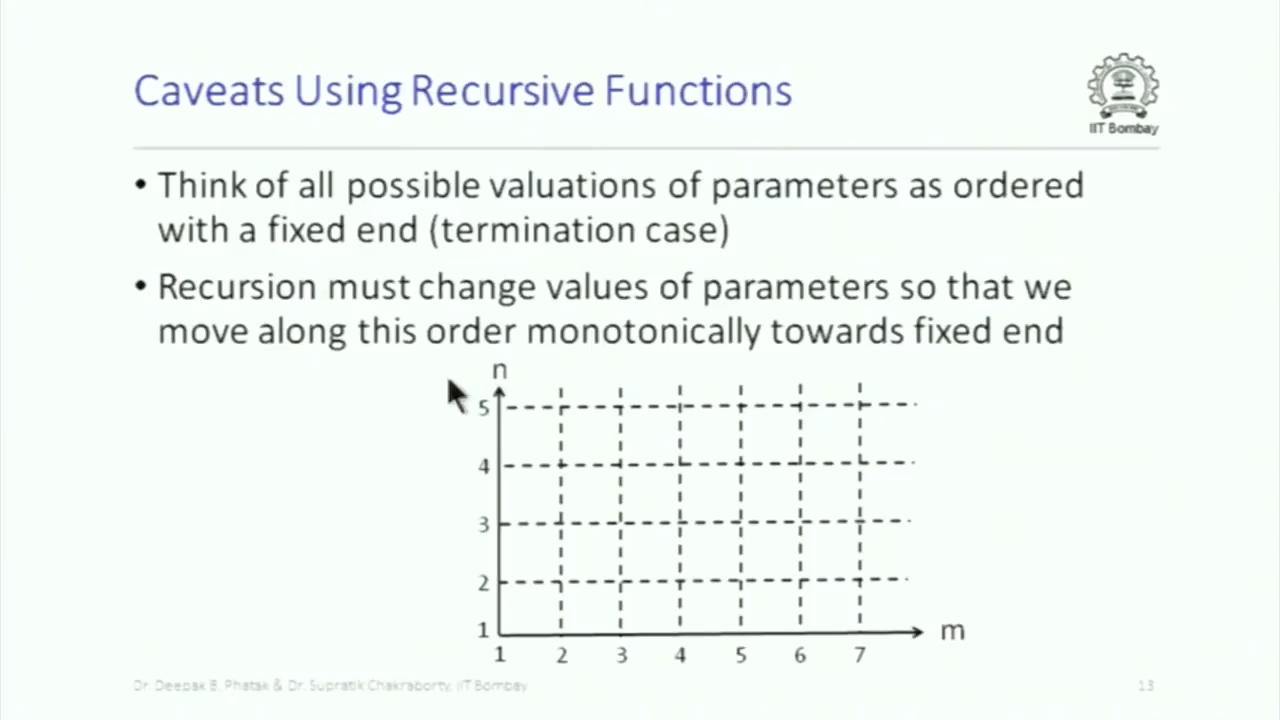 Caveats Using Recursive Functions
IIT Bombay
• Think of all possible valuations of parameters as ordered
with a fixed end (termination case)
• Recursion must change values of parameters so that we
move along this order monotonically towards fixed end
n
5
4
3
2
1
m
1 2 3 4 5 6 7
Dr. Deepak B. Phatak & Dr. Supratik Chakraborty, IIT Bombay
13